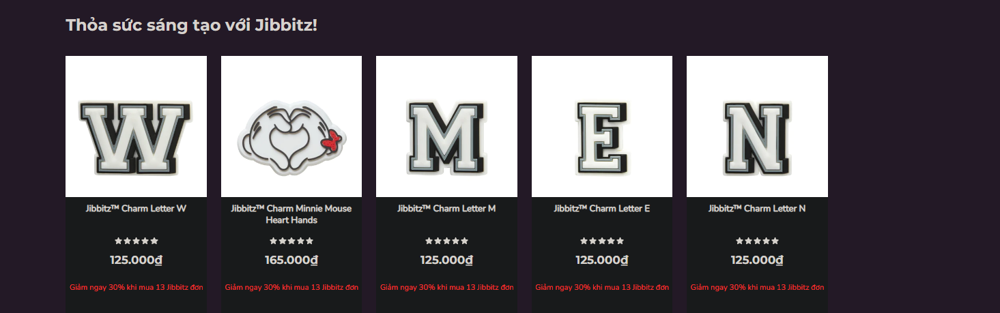 Thỏa sức sáng tạo với Jibbitz!
W
M
E
N
Jibbitz™ Charm Letter W
Jibbitz™ Charm Minnie Mouse
Heart Hands
Jibbitz™ Charm Letter M
Jibbitz™ Charm Letter E
Jibbitz™ Charm Letter N
125.000₫
165.000₫
125.000₫
125.000₫
125.000₫
Giảm ngay 30% khi mua 13 Jibbitz đơn
Giảm ngay 30% khi mua 13 Jibbitz đơn
Giảm ngay 30% khi mua 13 Jibbitz đơn
Giảm ngay 30% khi mua 13 Jibbitz đơn
Giảm ngay 30% khi mua 13 Jibbitz đơn